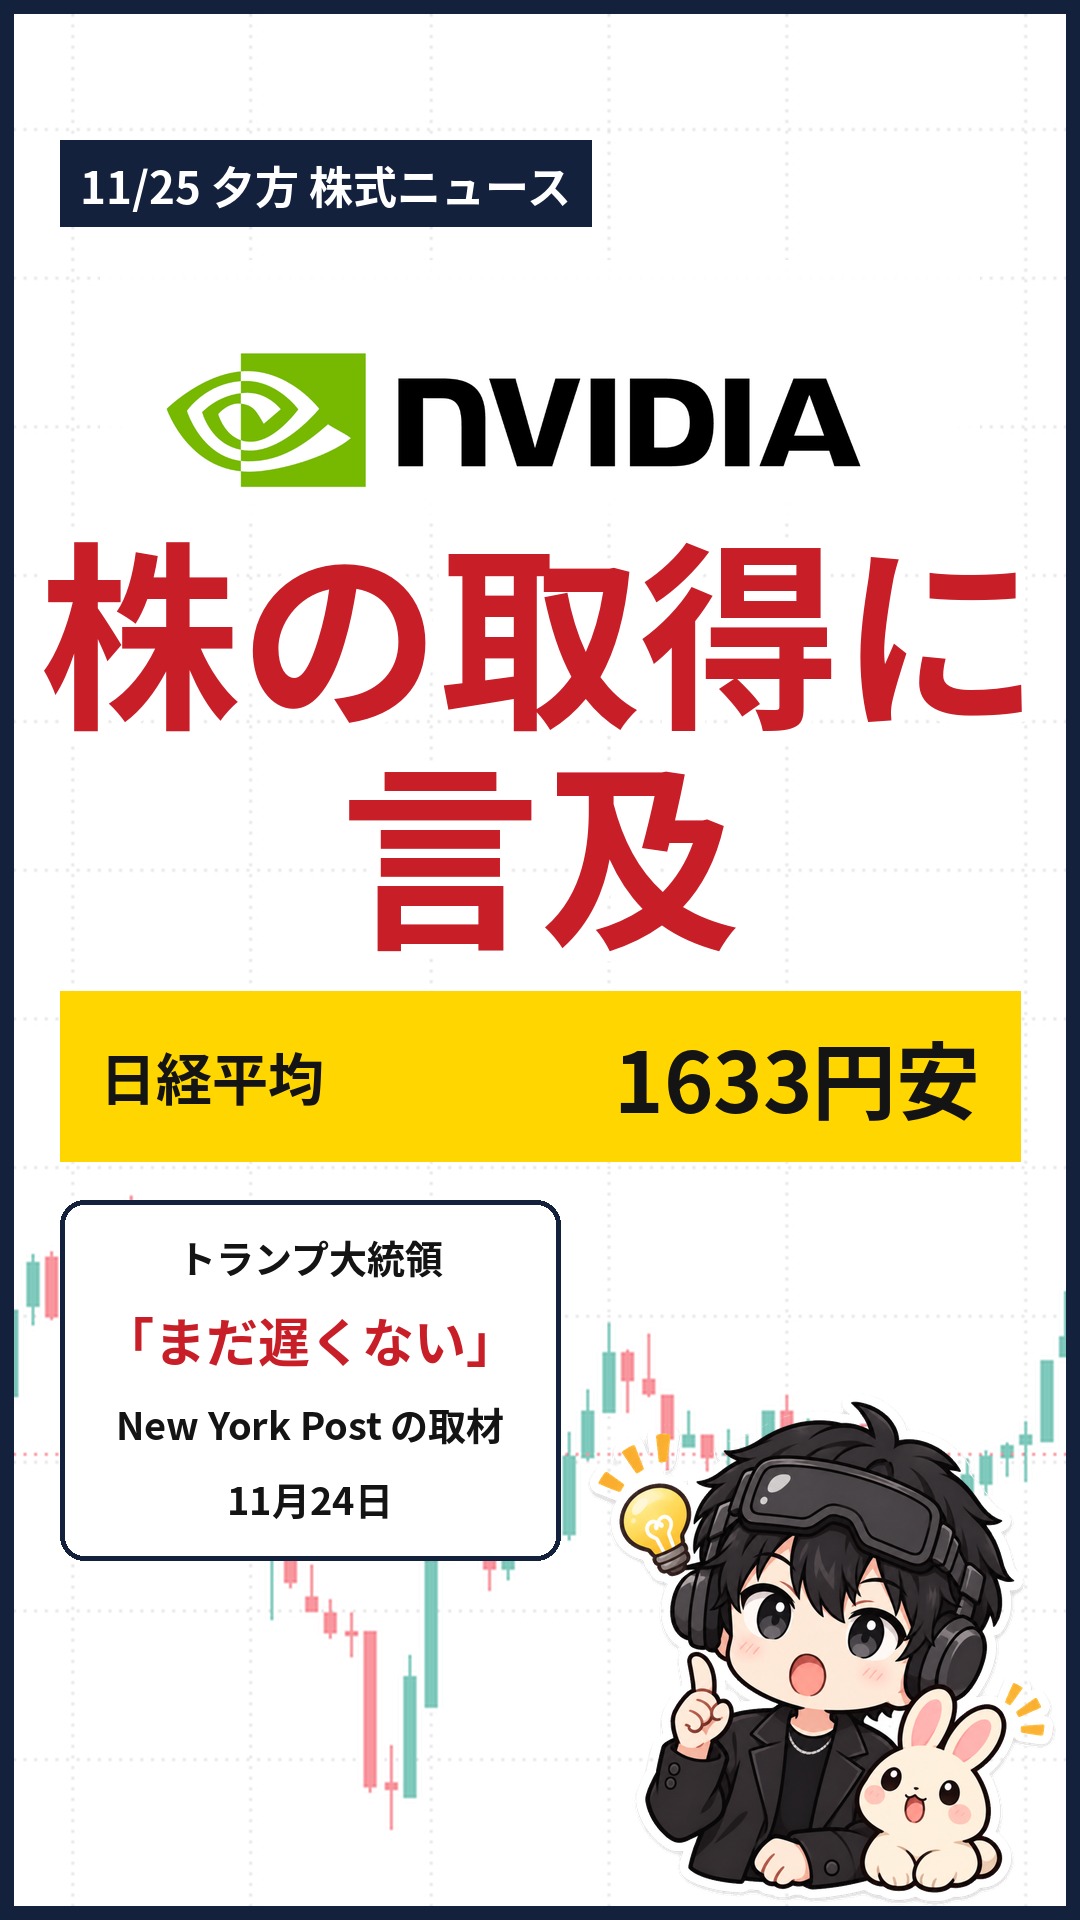 11/25 夕方 株式ニュース
NVIDIA
株の取得に
言及
日経平均 1633円安
トランプ大統領
「まだ遅くない」
New York Post の取材
11月24日